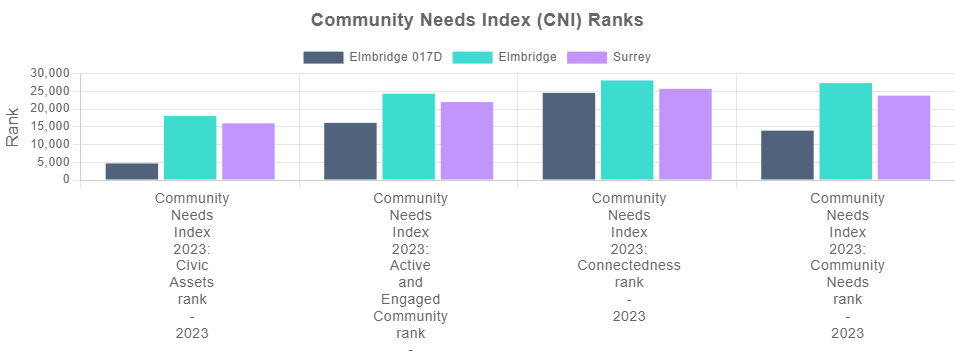 Community Needs Index (CNI) Ranks
Elmbridge 017D
Elmbridge
Surrey
Rank
30,000
25,000
20,000
15,000
10,000
5,000
0
Community
Needs
Index
2023:
Civic
Assets
rank
-
2023
Community
Needs
Index
2023:
Active
and
Engaged
Community
rank
-
Community
Needs
Index
2023:
Connectedness
rank
-
2023
Community
Needs
Index
2023:
Community
Needs
rank
-
2023